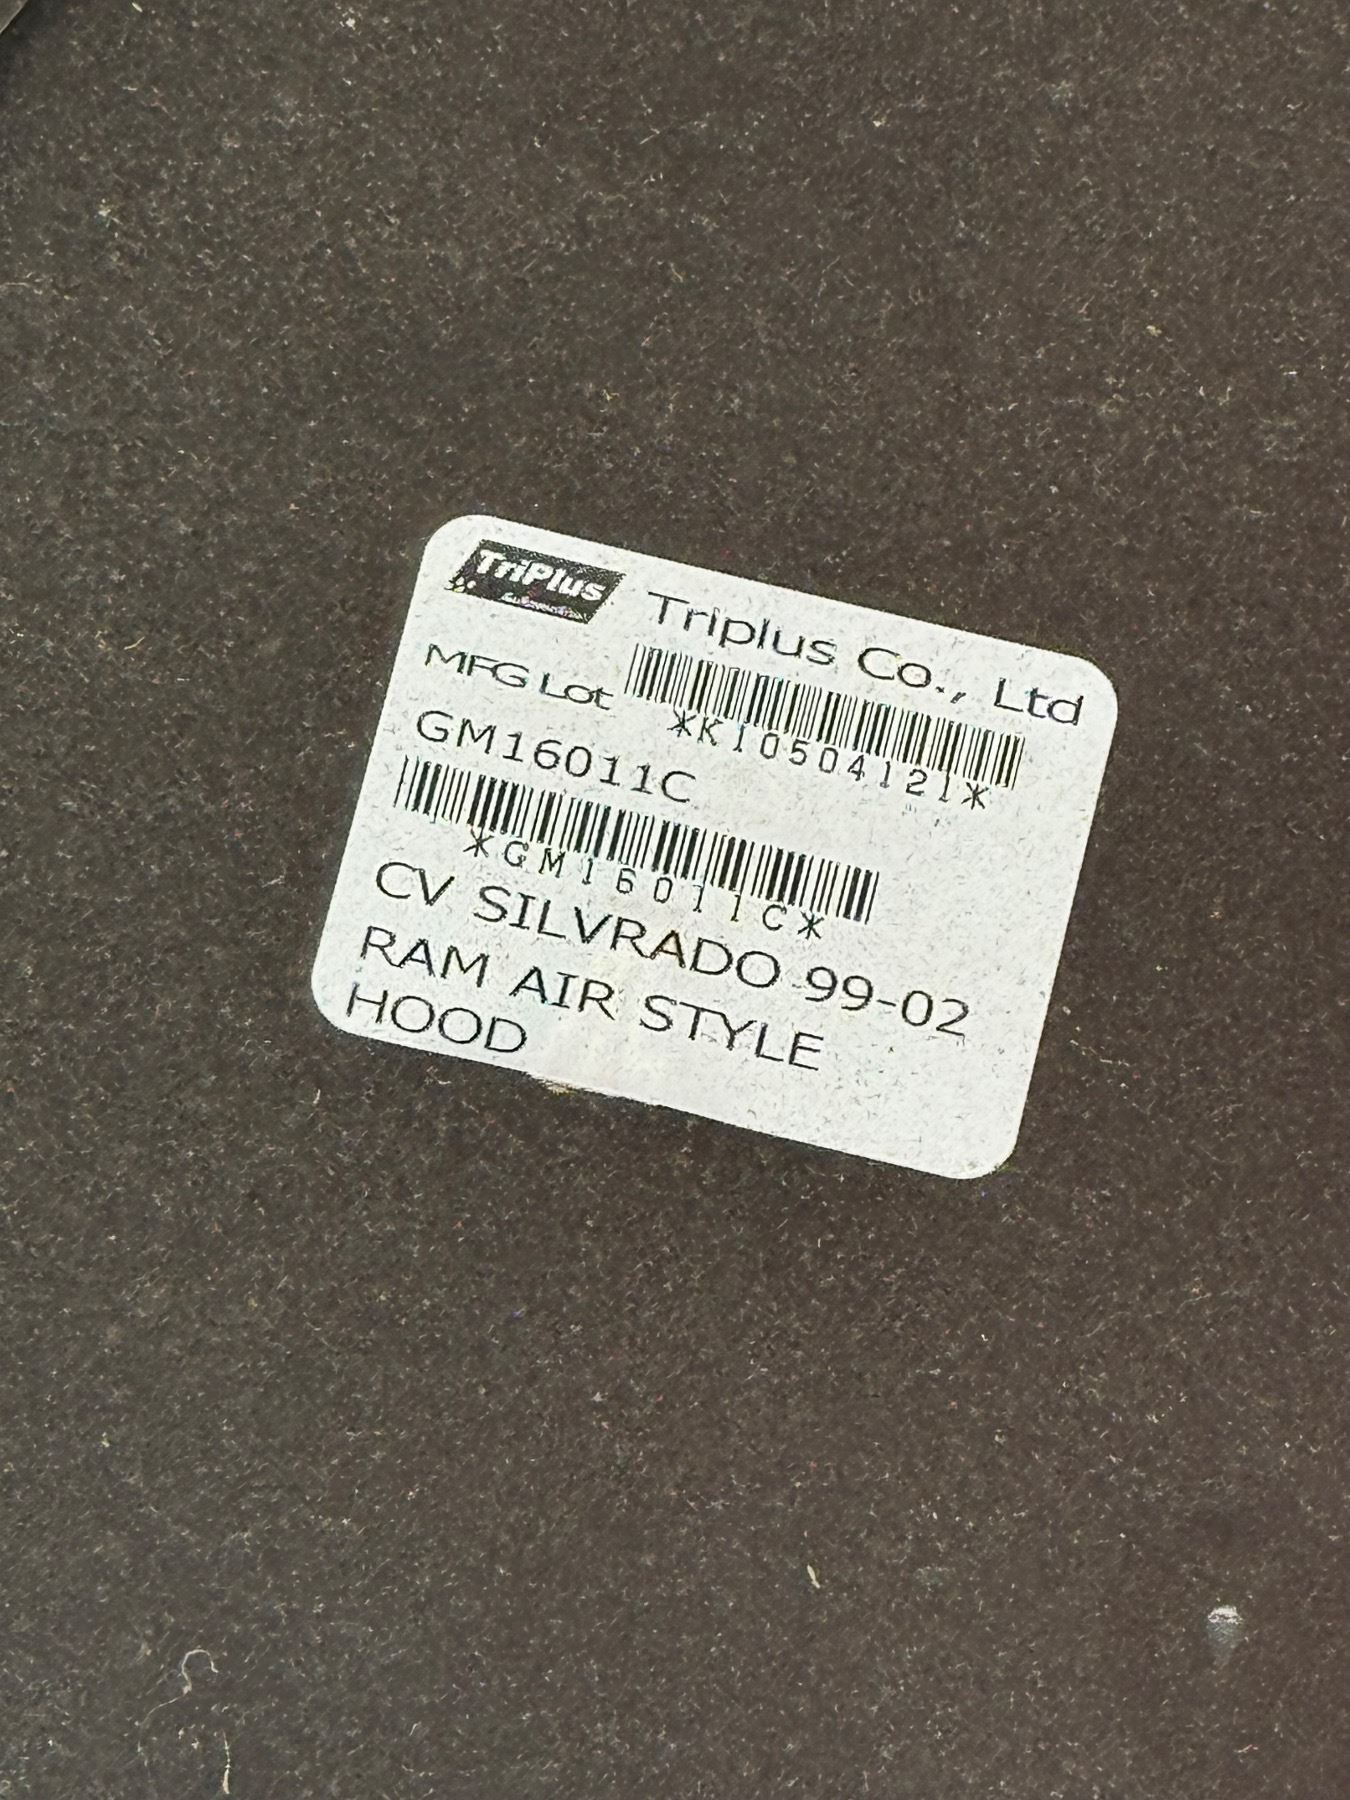 TriPlus
Triplus Co., Ltd
MFG Lot
*K10504121*
GM16011C
*GM16011C*
CV SILVRADO 99-02
RAM AIR STYLE
HOOD